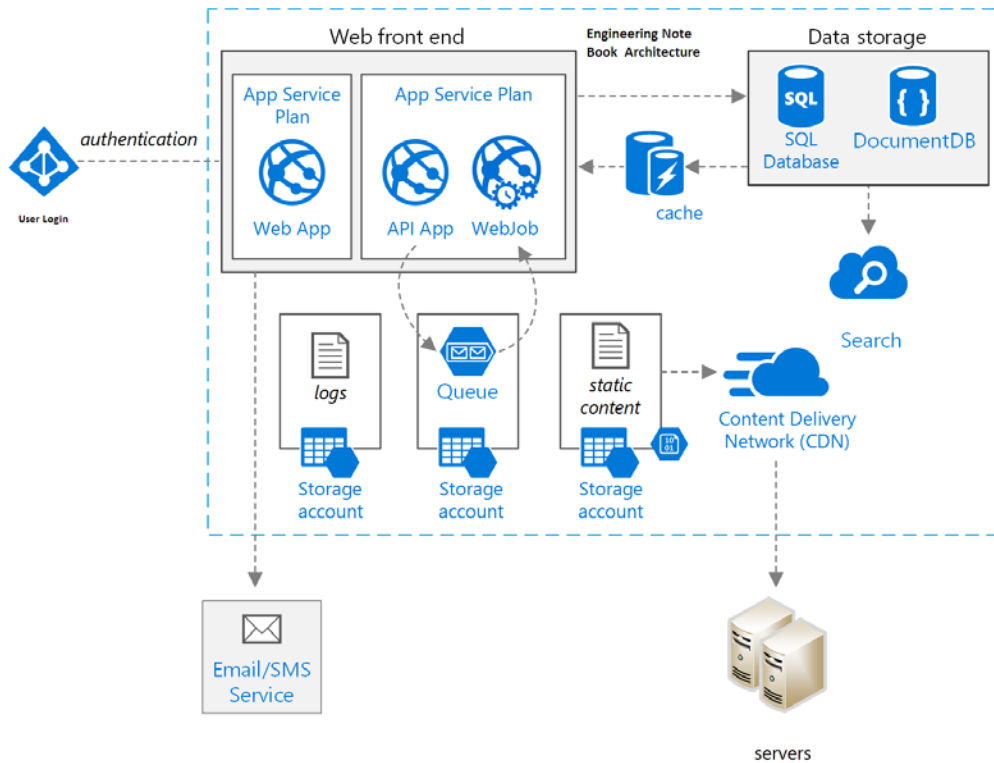 Web front end
Engineering Note
Book Architecture
Data storage
App Service
Plan
App Service Plan
SQL
{ }
authentication
SQL
Database
DocumentDB
User Login
Web App
API App
WebJob
cache
logs
Queue
static
content
Search
Content Delivery
Network (CDN)
10
01
Storage
account
Storage
account
Storage
account
Email/SMS
Service
servers